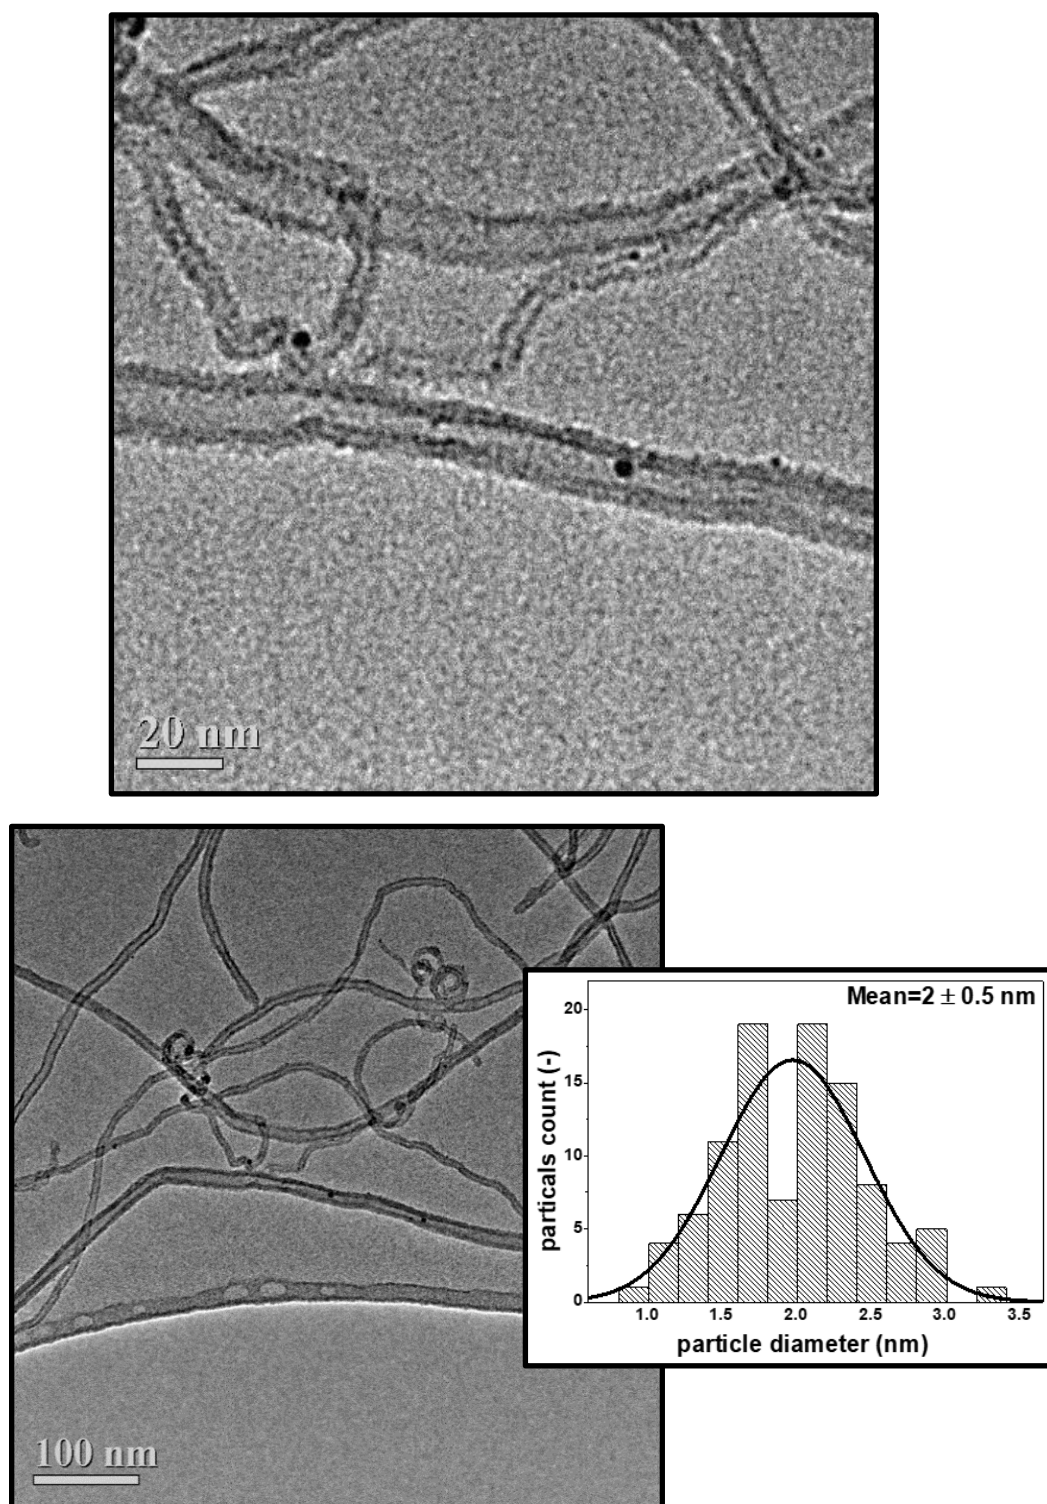 20 nm
100 nm
Mean=2 ± 0.5 nm
20
15
10
5
0
particals count (-)
1.0 1.5 2.0 2.5 3.0 3.5
particle diameter (nm)